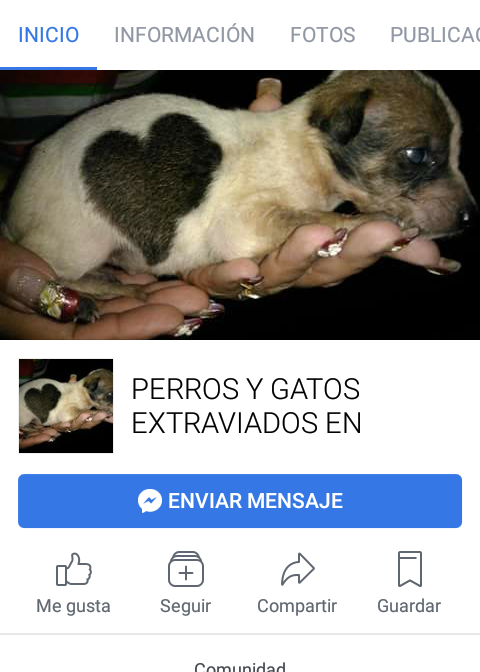 INICIO INFORMACIÓN FOTOS PUBLICAC
PERROS Y GATOS
EXTRAVIADOS EN
ENVIAR MENSAJE
Me gusta Seguir Compartir Guardar
Comunidad